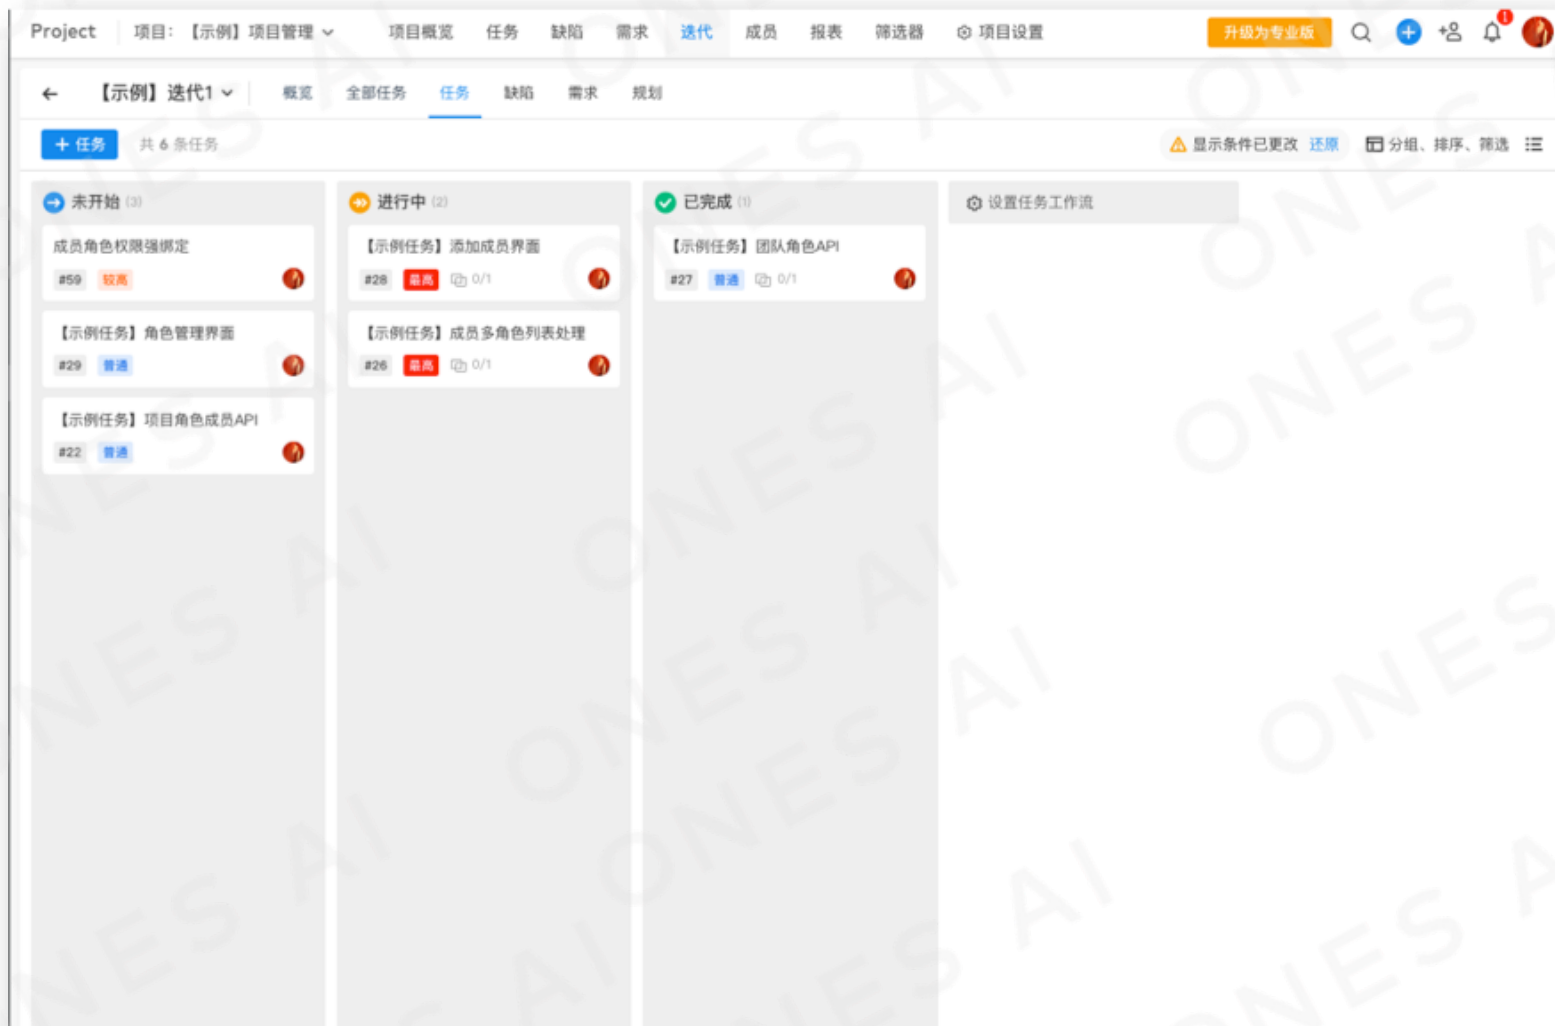 Project 项目：【示例】项目管理 项目概览 任务 缺陷 需求 迭代 成员 报表 筛选器 项目设置 升级为专业版 1
【示例】迭代1 概览 全部任务 任务 缺陷 需求 规划
+ 任务 共 6 条任务 显示条件已更改 还原 分组、排序、筛选
未开始 (3)
成员角色权限强绑定
#59 较高
【示例任务】角色管理界面
#29 普通
【示例任务】项目角色成员API
#22 普通
进行中 (2)
【示例任务】添加成员界面
#28 最高 0/1
【示例任务】成员多角色列表处理
#26 最高 0/1
已完成 (1)
【示例任务】团队角色API
#27 普通 0/1
设置任务工作流
ONES AI